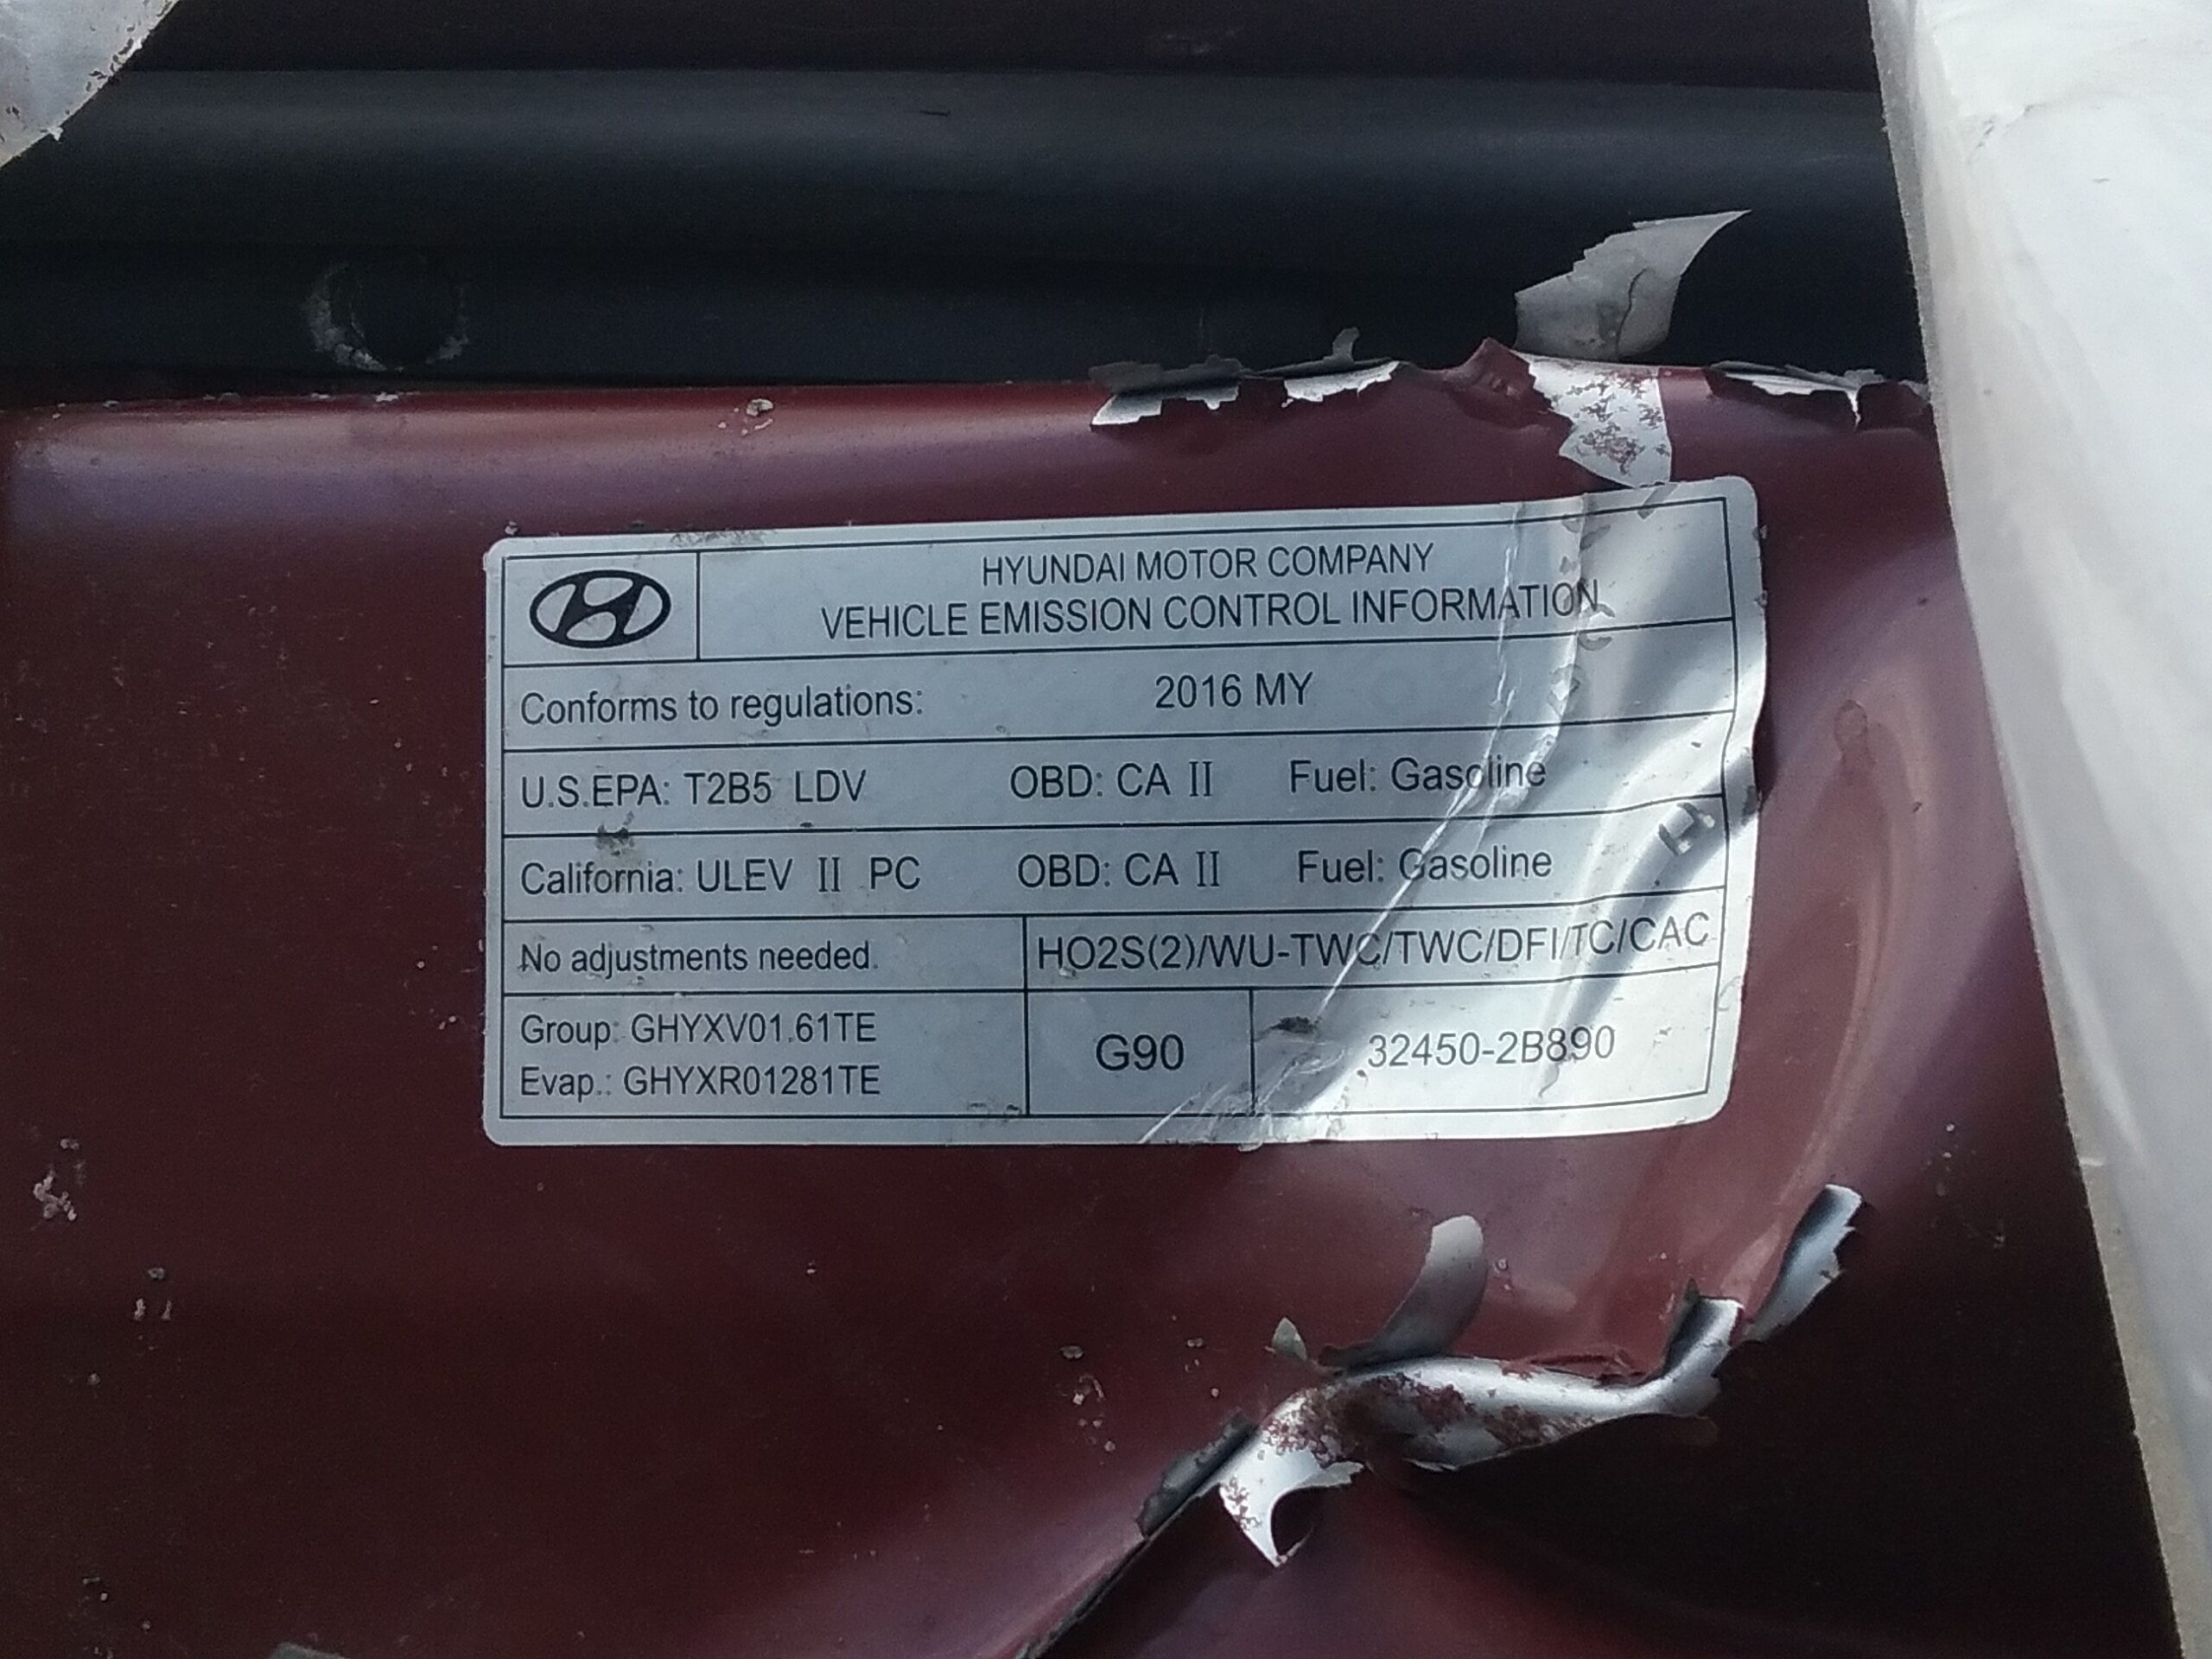 HYUNDAI MOTOR COMPANY
VEHICLE EMISSION CONTROL INFORMATION
Conforms to regulations: 2016 MY
U.S.EPA: T2B5 LDV OBD: CA II Fuel: Gasoline
California: ULEV II PC OBD: CA II Fuel: Gasoline
No adjustments needed. HO2S(2)/WU-TWC/TWC/DFI/TC/CAC
Group: GHYXV01.61TE
Evap.: GHYXR01281TE
G90
32450-2B890